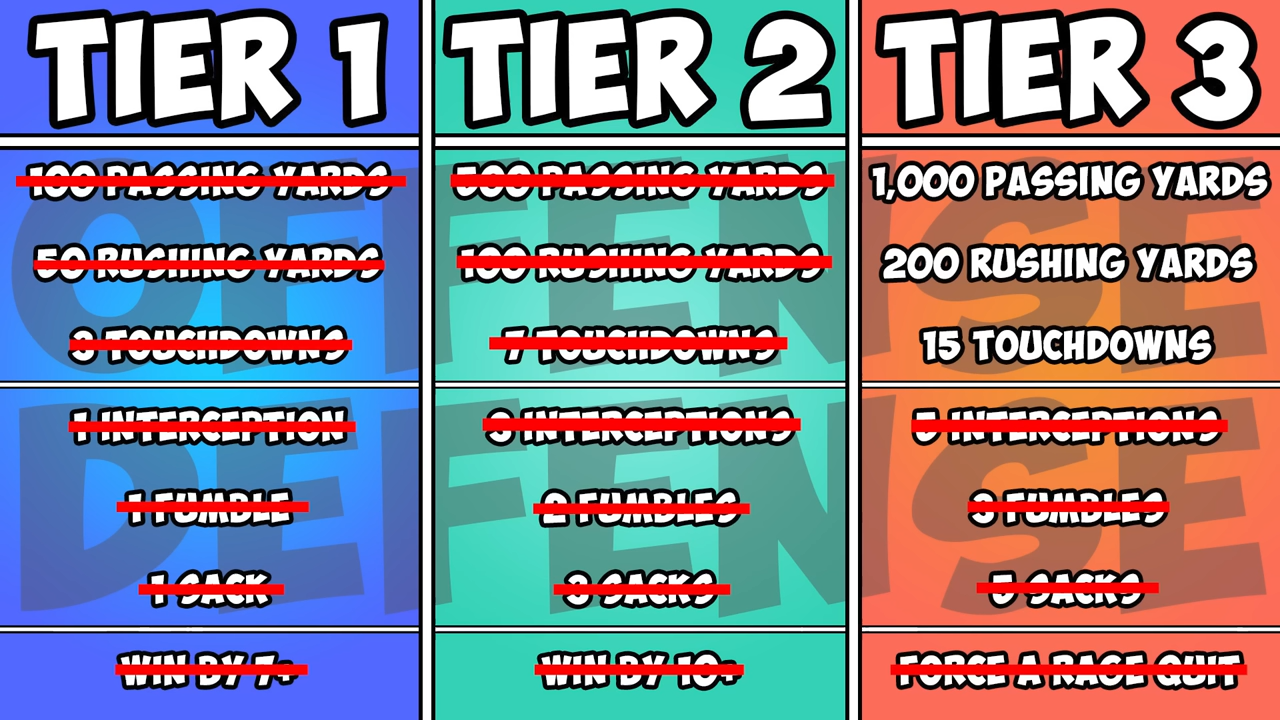 TIER 1
100 PASSING YARDS
50 RUSHING YARDS
3 TOUCHDOWNS
1 INTERCEPTION
1 FUMBLE
1 SACK
WIN BY 7+
TIER 2
500 PASSING YARDS
100 RUSHING YARDS
7 TOUCHDOWNS
3 INTERCEPTIONS
2 FUMBLES
3 SACKS
WIN BY 10+
TIER 3
1,000 PASSING YARDS
200 RUSHING YARDS
15 TOUCHDOWNS
5 INTERCEPTIONS
3 FUMBLES
5 SACKS
FORCE A RAGE QUIT
OFFENSE
DEFENSE